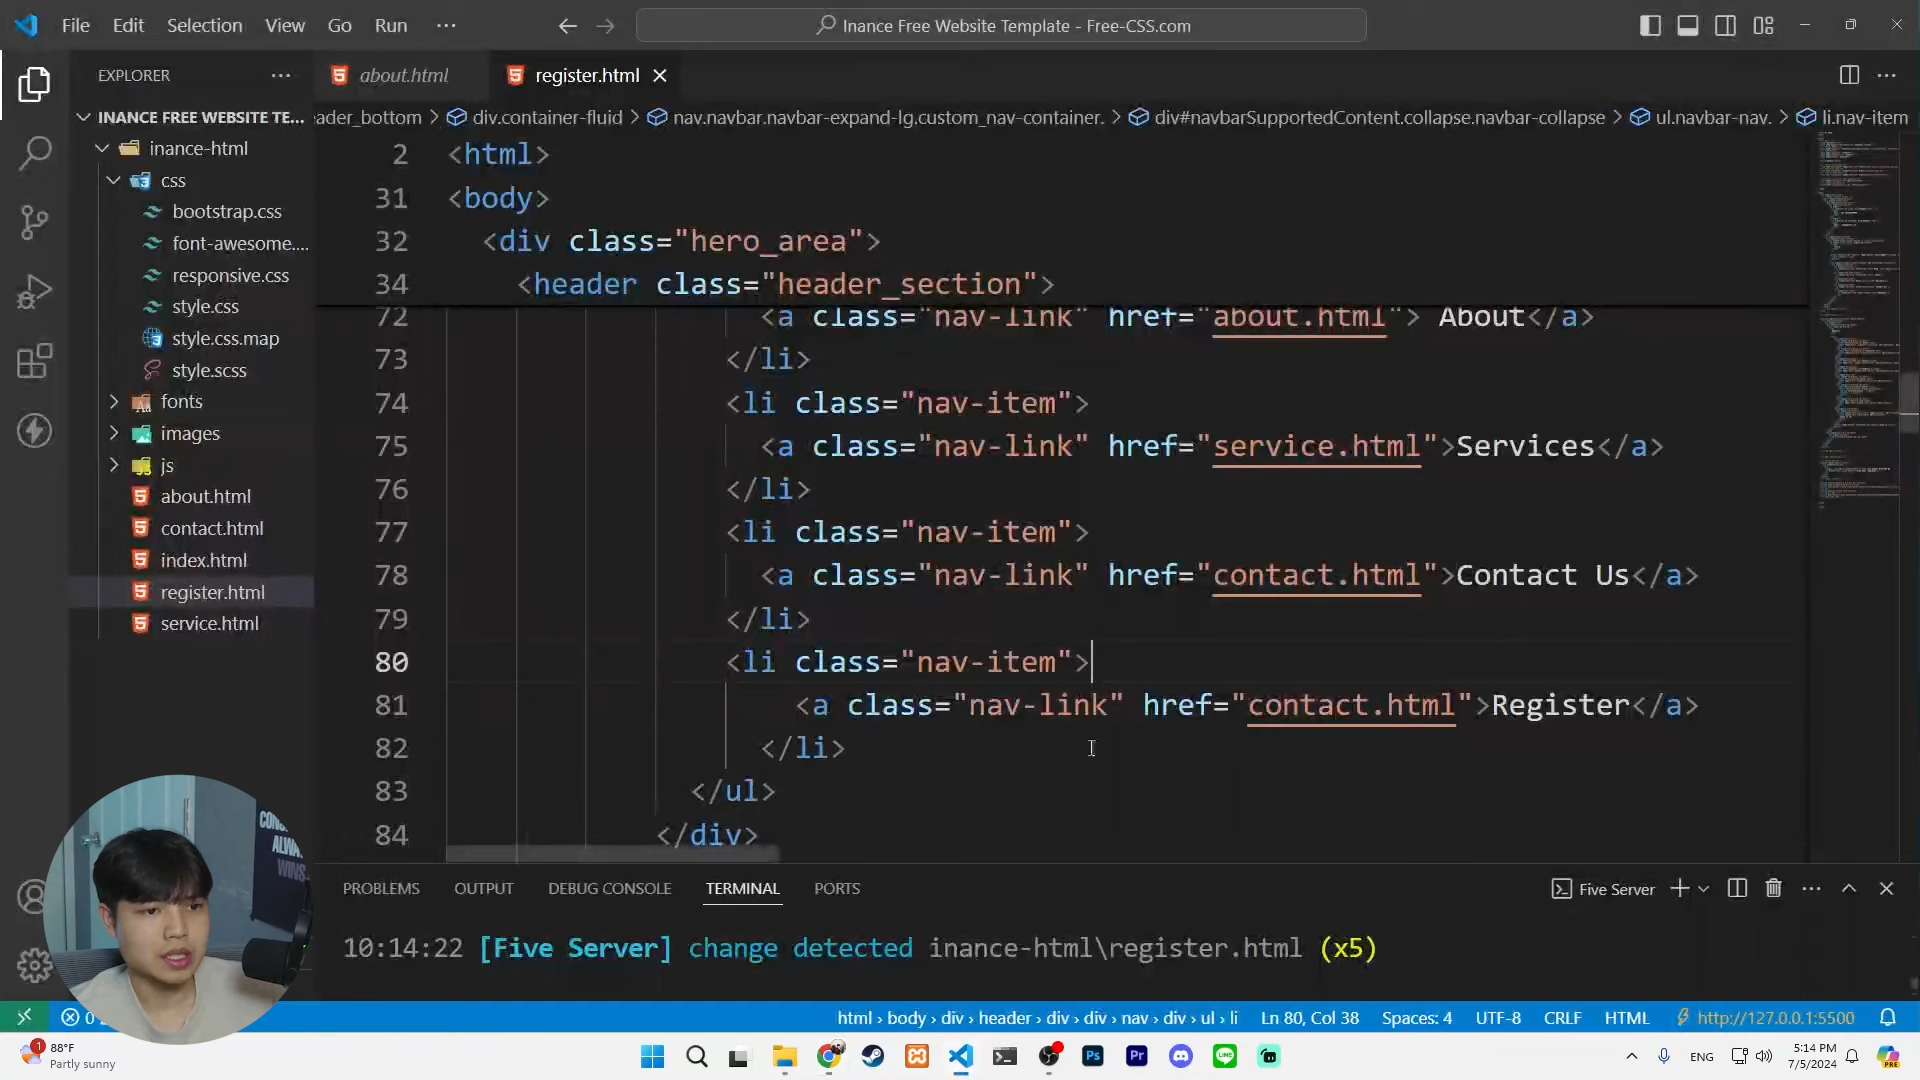 File Edit Selection View Go Run ···
Inance Free Website Template - Free-CSS.com
EXPLORER ···
about.html
register.html
INANCE FREE WEBSITE TE...
eader_bottom > div.container-fluid > nav.navbar.navbar-expand-lg.custom_nav-container. > div#navbarSupportedContent.collapse.navbar-collapse > ul.navbar-nav. > li.nav-item
inance-html
css
bootstrap.css
font-awesome....
responsive.css
style.css
style.css.map
style.scss
fonts
images
js
about.html
contact.html
index.html
register.html
service.html
2 <html>
31 <body>
32 <div class="hero_area">
34 <header class="header_section">
72 <a class="nav-link" href="about.html"> About</a>
73 </li>
74 <li class="nav-item">
75 <a class="nav-link" href="service.html">Services</a>
76 </li>
77 <li class="nav-item">
78 <a class="nav-link" href="contact.html">Contact Us</a>
79 </li>
80 <li class="nav-item">
81 <a class="nav-link" href="contact.html">Register</a>
82 </li>
83 </ul>
84 </div>
PROBLEMS OUTPUT DEBUG CONSOLE TERMINAL PORTS
Five Server
10:14:22 [Five Server] change detected inance-html\register.html (x5)
ALWA
WINS
0
html › body › div › header › div › div › nav › div › ul › li
Ln 80, Col 38
Spaces: 4
UTF-8
CRLF
HTML
http://127.0.0.1:5500
1
88°F
Partly sunny
Ps
Pr
LINE
ENG
5:14 PM
7/5/2024
PRE